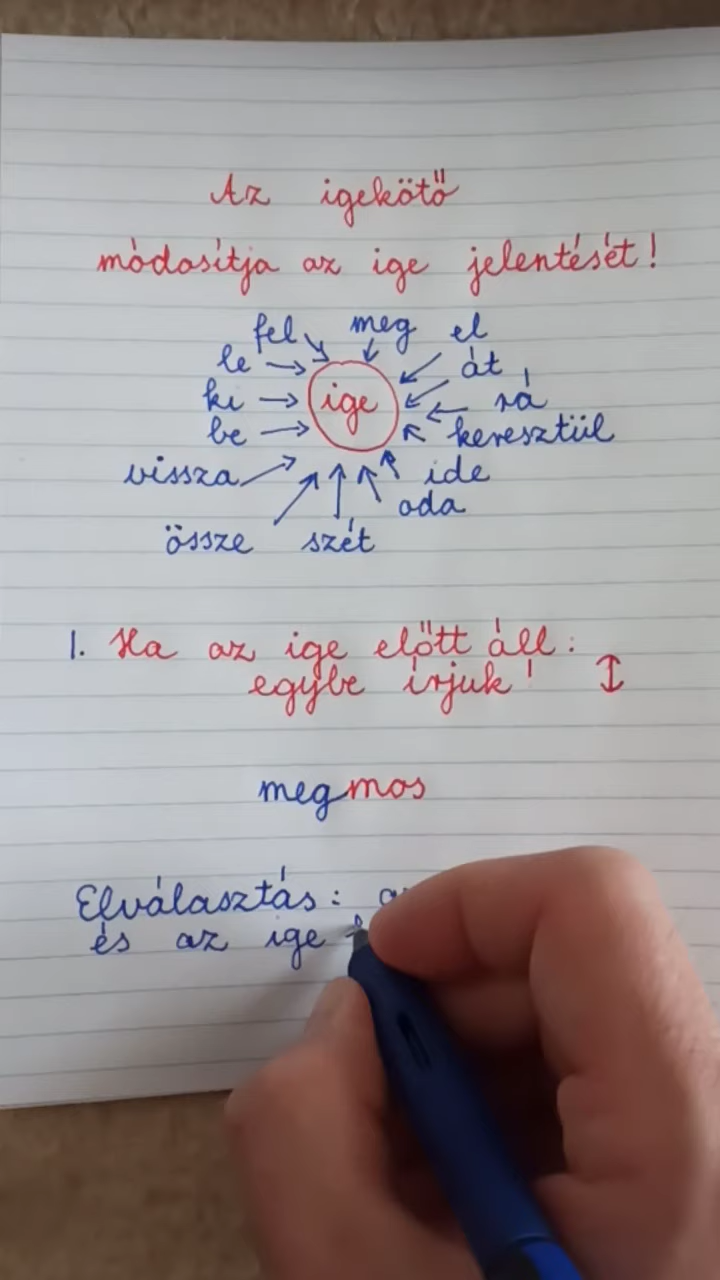 Az igekötő
módosítja az ige jelentését!
fel meg el
le át
ki ige rá
be keresztül
vissza ide
oda
össze szét
1. Ha az ige előtt áll:
egybe írjuk! ↕
megmos
Elválasztás:
és az ige